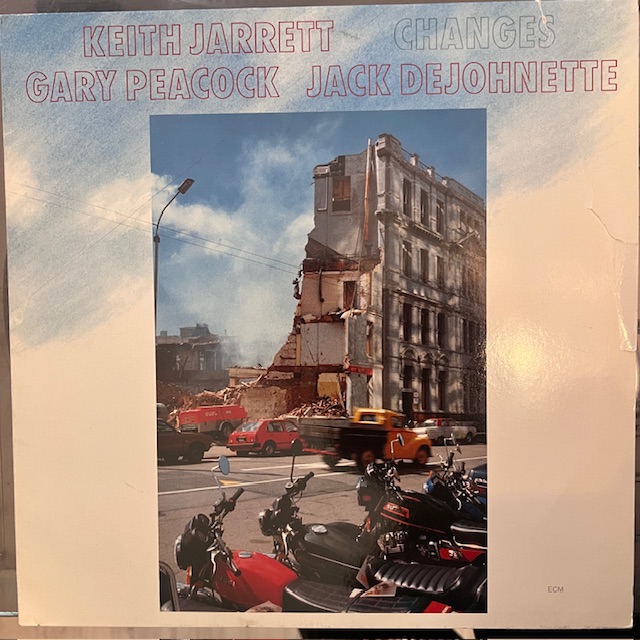 KEITH JARRETT CHANGES
GARY PEACOCK JACK DEJOHNETTE
ECM